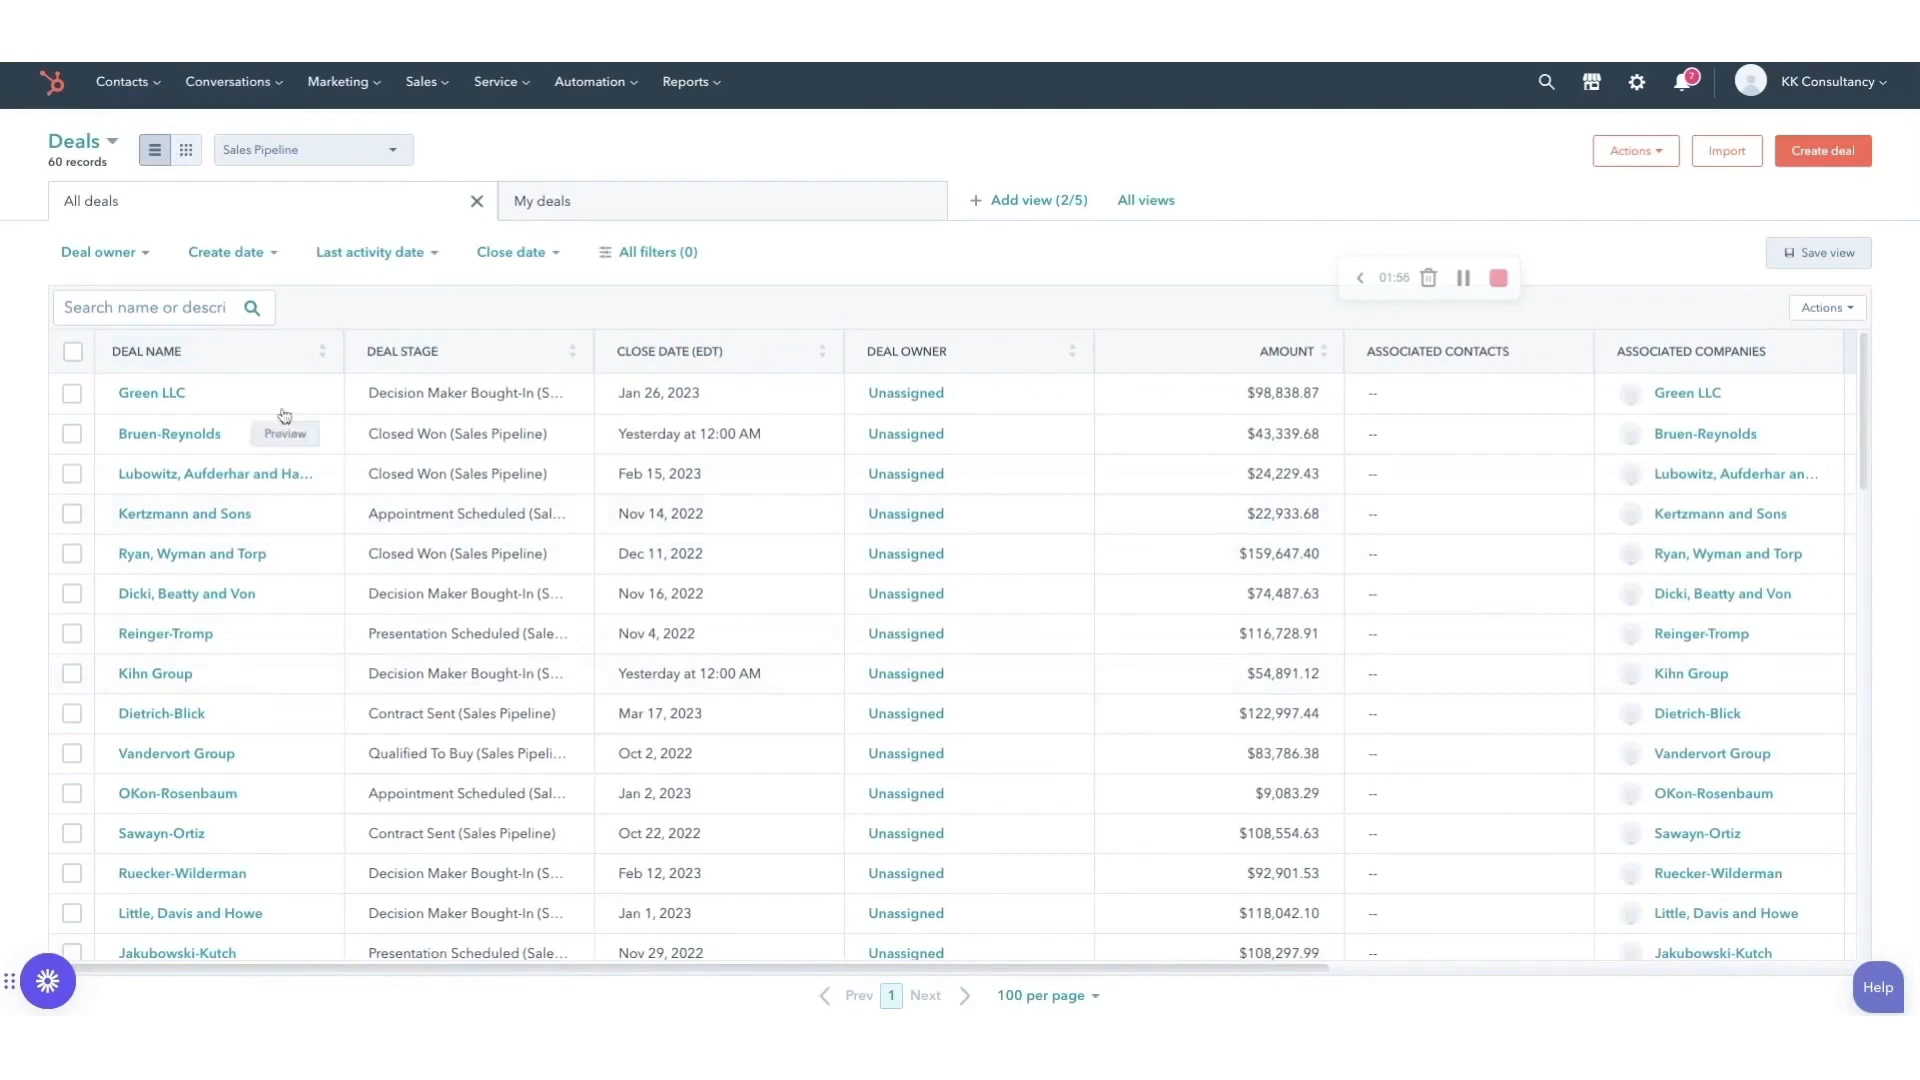 Contacts Conversations Marketing Sales Service Automation Reports 7 KK Consultancy
Deals
60 records
Sales Pipeline
Actions Import Create deal
All deals My deals Add view (2/5) All views
Deal owner Create date Last activity date Close date All filters (0) Save view
01:56
Search name or descri Actions
DEAL NAME DEAL STAGE CLOSE DATE (EDT) DEAL OWNER AMOUNT ASSOCIATED CONTACTS ASSOCIATED COMPANIES
Green LLC Decision Maker Bought-In (S... Jan 26, 2023 Unassigned $98,838.87 -- Green LLC
Bruen-Reynolds Preview Closed Won (Sales Pipeline) Yesterday at 12:00 AM Unassigned $43,339.68 -- Bruen-Reynolds
Lubowitz, Aufderhar and Ha... Closed Won (Sales Pipeline) Feb 15, 2023 Unassigned $24,229.43 -- Lubowitz, Aufderhar an...
Kertzmann and Sons Appointment Scheduled (Sal... Nov 14, 2022 Unassigned $22,933.68 -- Kertzmann and Sons
Ryan, Wyman and Torp Closed Won (Sales Pipeline) Dec 11, 2022 Unassigned $159,647.40 -- Ryan, Wyman and Torp
Dicki, Beatty and Von Decision Maker Bought-In (S... Nov 16, 2022 Unassigned $74,487.63 -- Dicki, Beatty and Von
Reinger-Tromp Presentation Scheduled (Sale... Nov 4, 2022 Unassigned $116,728.91 -- Reinger-Tromp
Kihn Group Decision Maker Bought-In (S... Yesterday at 12:00 AM Unassigned $54,891.12 -- Kihn Group
Dietrich-Blick Contract Sent (Sales Pipeline) Mar 17, 2023 Unassigned $122,997.44 -- Dietrich-Blick
Vandervort Group Qualified To Buy (Sales Pipeli... Oct 2, 2022 Unassigned $83,786.38 -- Vandervort Group
OKon-Rosenbaum Appointment Scheduled (Sal... Jan 2, 2023 Unassigned $9,083.29 -- OKon-Rosenbaum
Sawayn-Ortiz Contract Sent (Sales Pipeline) Oct 22, 2022 Unassigned $108,554.63 -- Sawayn-Ortiz
Ruecker-Wilderman Decision Maker Bought-In (S... Feb 12, 2023 Unassigned $92,901.53 -- Ruecker-Wilderman
Little, Davis and Howe Decision Maker Bought-In (S... Jan 1, 2023 Unassigned $118,042.10 -- Little, Davis and Howe
Jakubowski-Kutch Presentation Scheduled (Sale... Nov 29, 2022 Unassigned $108,297.99 -- Jakubowski-Kutch
Prev 1 Next 100 per page
Help